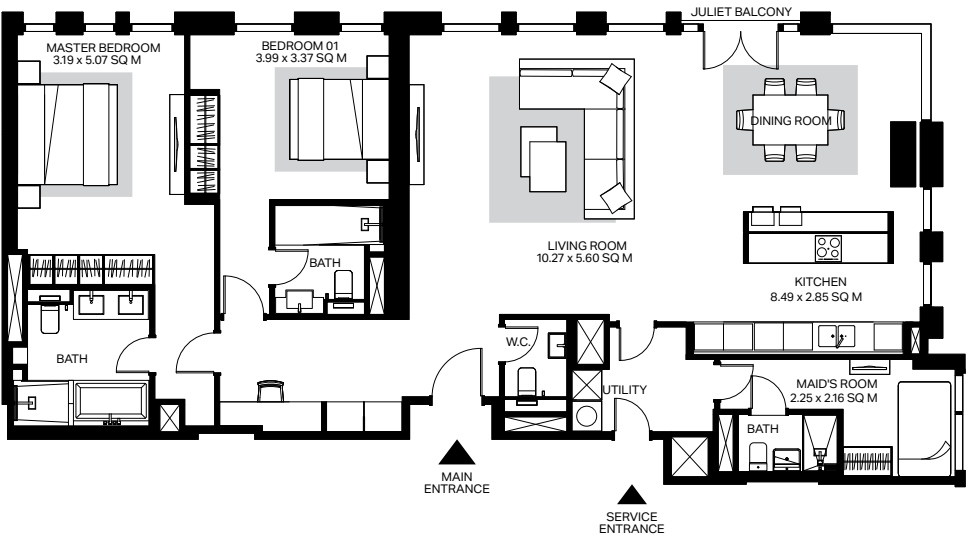 JULIET BALCONY
MASTER BEDROOM
3.19 x 5.07 SQ M
BEDROOM 01
3.99 x 3.37 SQ M
DINING ROOM
LIVING ROOM
10.27 x 5.60 SQ M
BATH
KITCHEN
8.49 x 2.85 SQ M
W.C.
BATH
UTILITY
MAID'S ROOM
2.25 x 2.16 SQ M
BATH
MAIN
ENTRANCE
SERVICE
ENTRANCE